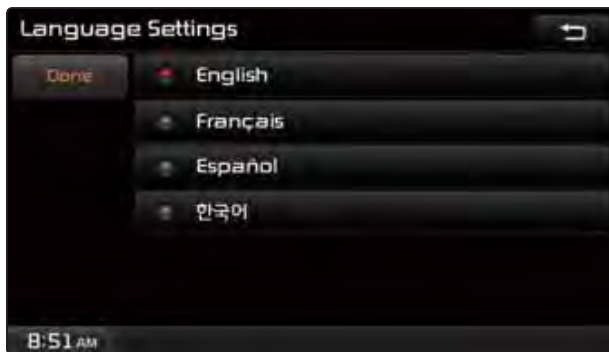 Language Settings
Done
English
Français
Español
한국어
8:51 AM